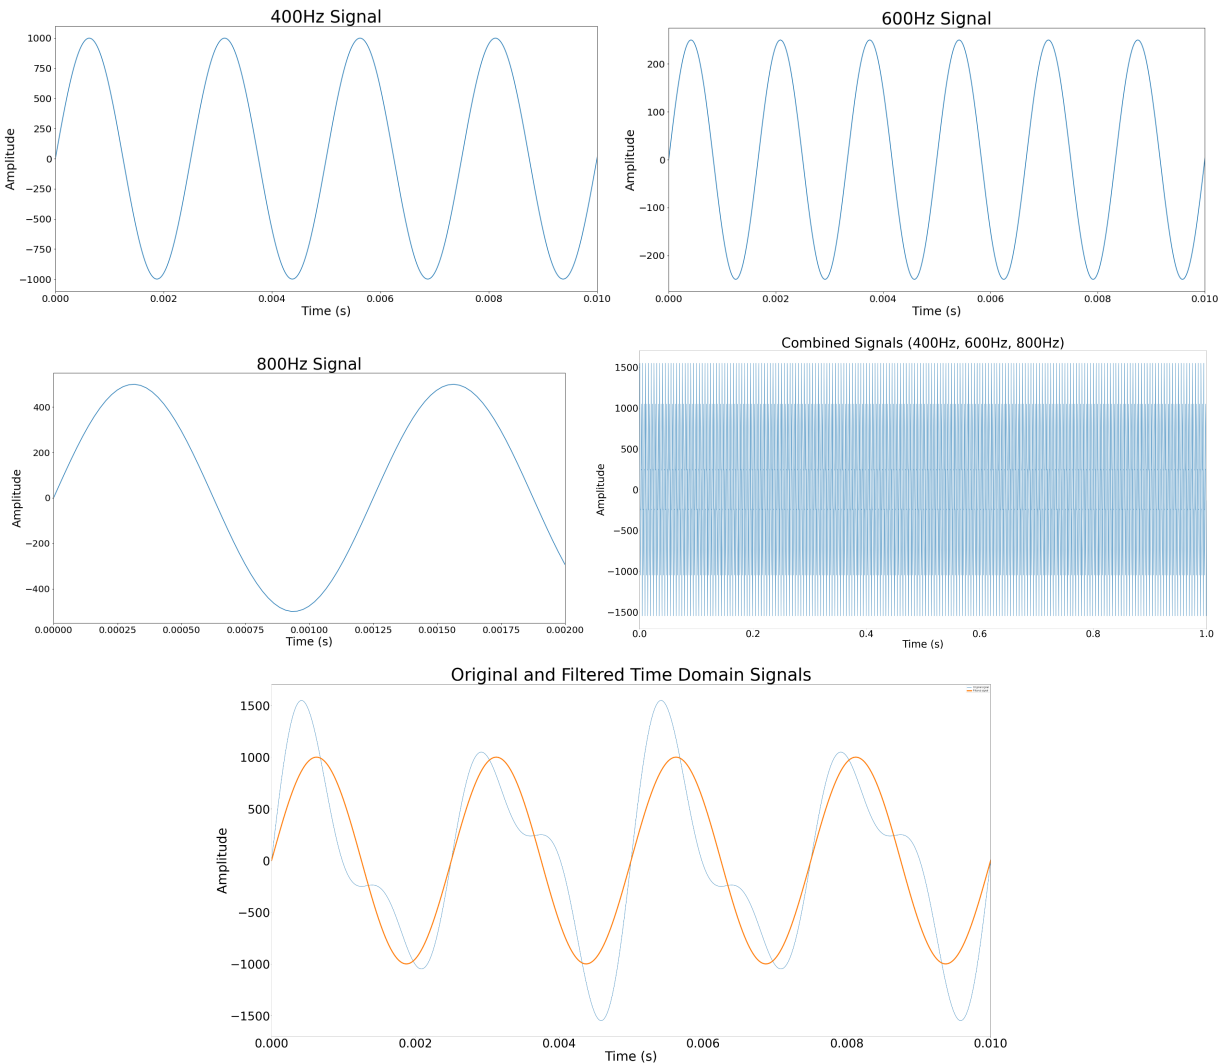 400Hz Signal
1000
750
500
250
0
−250
−500
−750
−1000
Amplitude
0.000 0.002 0.004 0.006 0.008 0.010
Time (s)
600Hz Signal
200
100
0
−100
−200
Amplitude
0.000 0.002 0.004 0.006 0.008 0.010
Time (s)
800Hz Signal
400
200
0
−200
−400
Amplitude
0.00000 0.00025 0.00050 0.00075 0.00100 0.00125 0.00150 0.00175 0.00200
Time (s)
Combined Signals (400Hz, 600Hz, 800Hz)
1500
1000
500
0
−500
−1000
−1500
Amplitude
0.0 0.2 0.4 0.6 0.8 1.0
Time (s)
Original and Filtered Time Domain Signals
1500
1000
500
0
−500
−1000
−1500
Amplitude
0.000 0.002 0.004 0.006 0.008 0.010
Time (s)